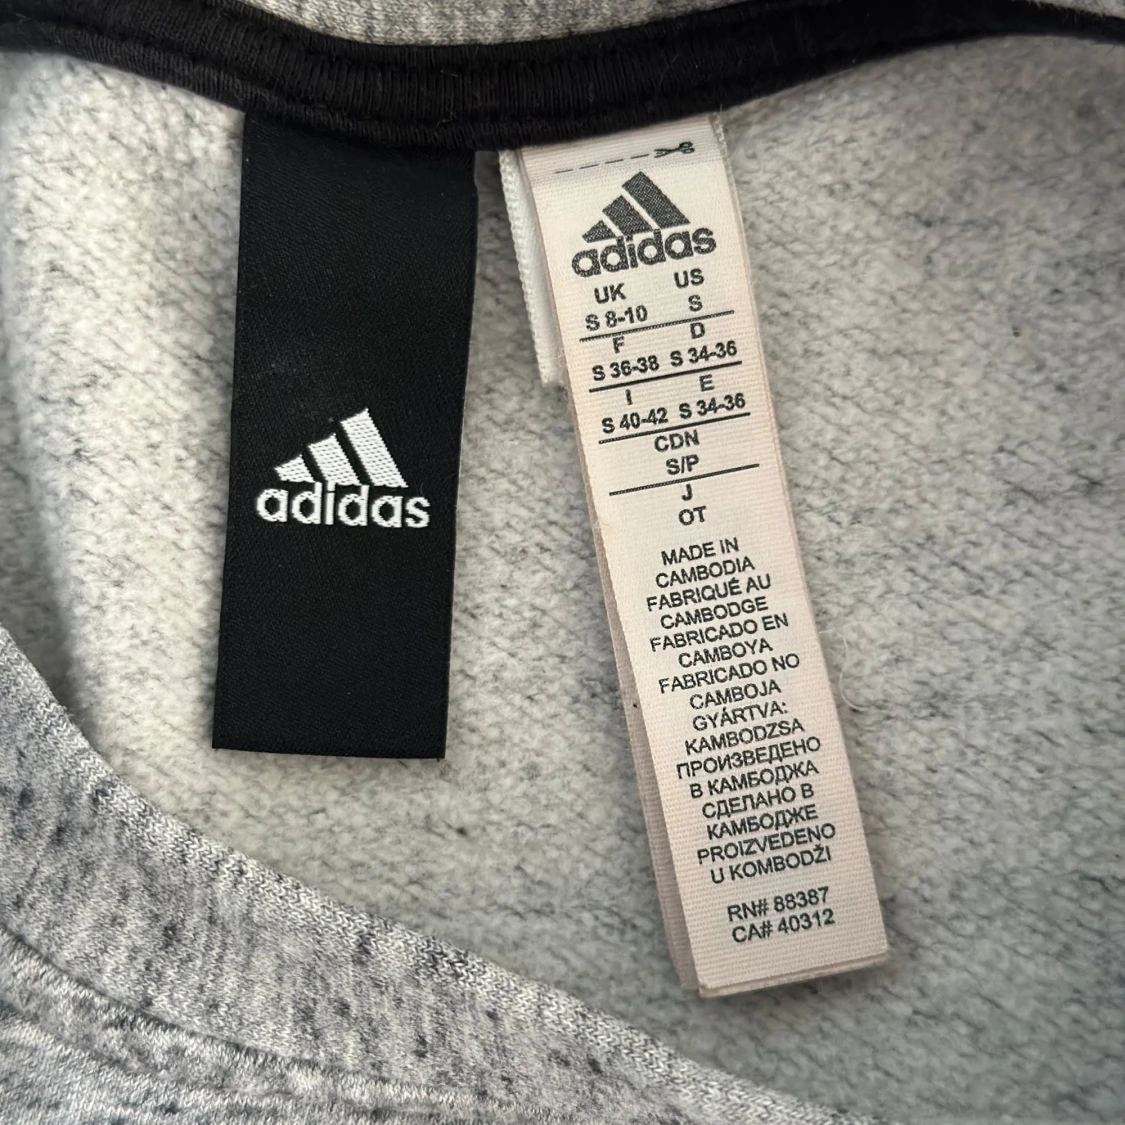 adidas
adidas
UK US
S 8-10 S
F D
S 36-38 S 34-36
I E
S 40-42 S 34-36
CDN
S/P
J
OT
MADE IN
CAMBODIA
FABRIQUÉ AU
CAMBODGE
FABRICADO EN
CAMBOYA
FABRICADO NO
CAMBOJA
GYÁRTVA:
KAMBODZSA
ПРОИЗВЕДЕНО
В КАМБОДЖА
СДЕЛАНО В
КАМБОДЖЕ
PROIZVEDENO
U KOMBODŽI
RN# 88387
CA# 40312